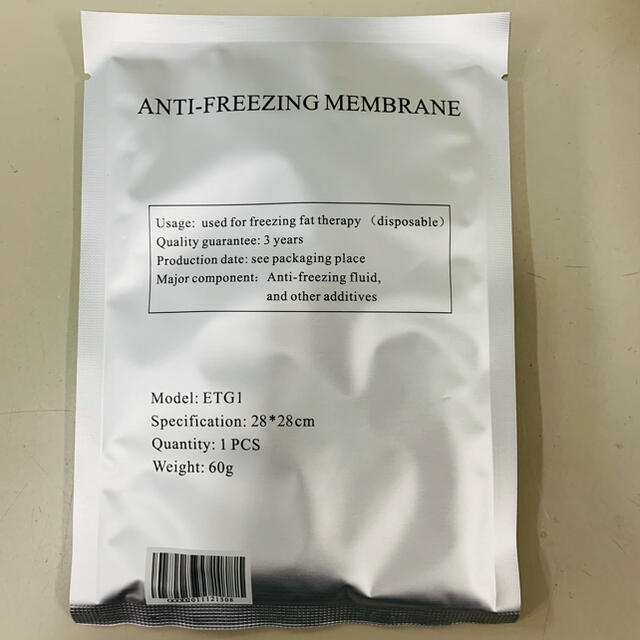 ANTI-FREEZING MEMBRANE
Usage: used for freezing fat therapy （disposable）
Quality guarantee: 3 years
Production date: see packaging place
Major component： Anti-freezing fluid,
and other additives
Model: ETG1
Specification: 28*28cm
Quantity: 1 PCS
Weight: 60g